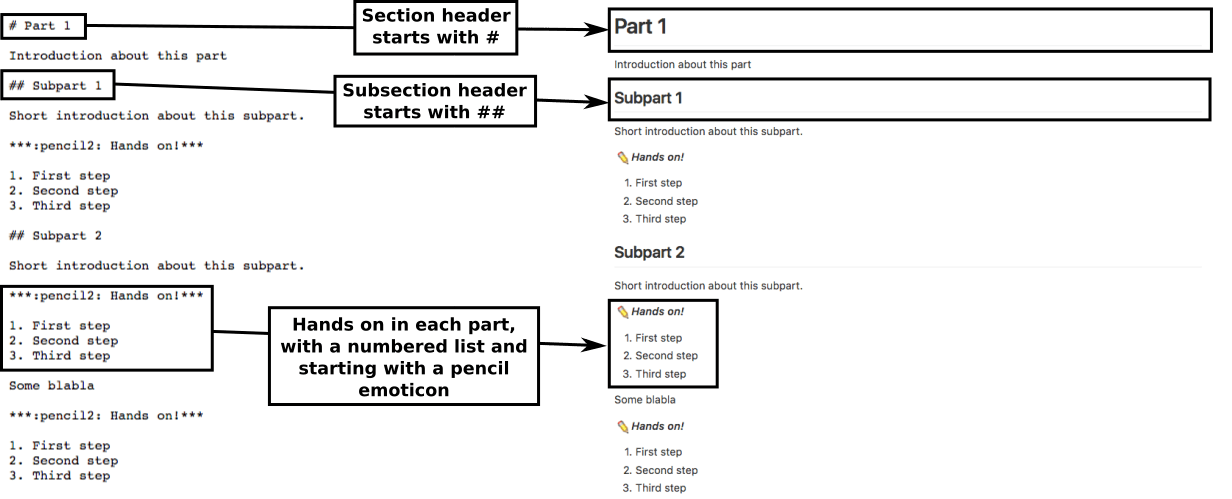 # Part 1
Introduction about this part
## Subpart 1
Short introduction about this subpart.
***:pencil2: Hands on!***
1. First step
2. Second step
3. Third step
## Subpart 2
Short introduction about this subpart.
***:pencil2: Hands on!***
1. First step
2. Second step
3. Third step
Some blabla
***:pencil2: Hands on!***
1. First step
2. Second step
3. Third step
Section header
starts with #
Subsection header
starts with ##
Hands on in each part,
with a numbered list and
starting with a pencil
emoticon
Part 1
Introduction about this part
Subpart 1
Short introduction about this subpart.
Hands on!
1. First step
2. Second step
3. Third step
Subpart 2
Short introduction about this subpart.
Hands on!
1. First step
2. Second step
3. Third step
Some blabla
Hands on!
1. First step
2. Second step
3. Third step